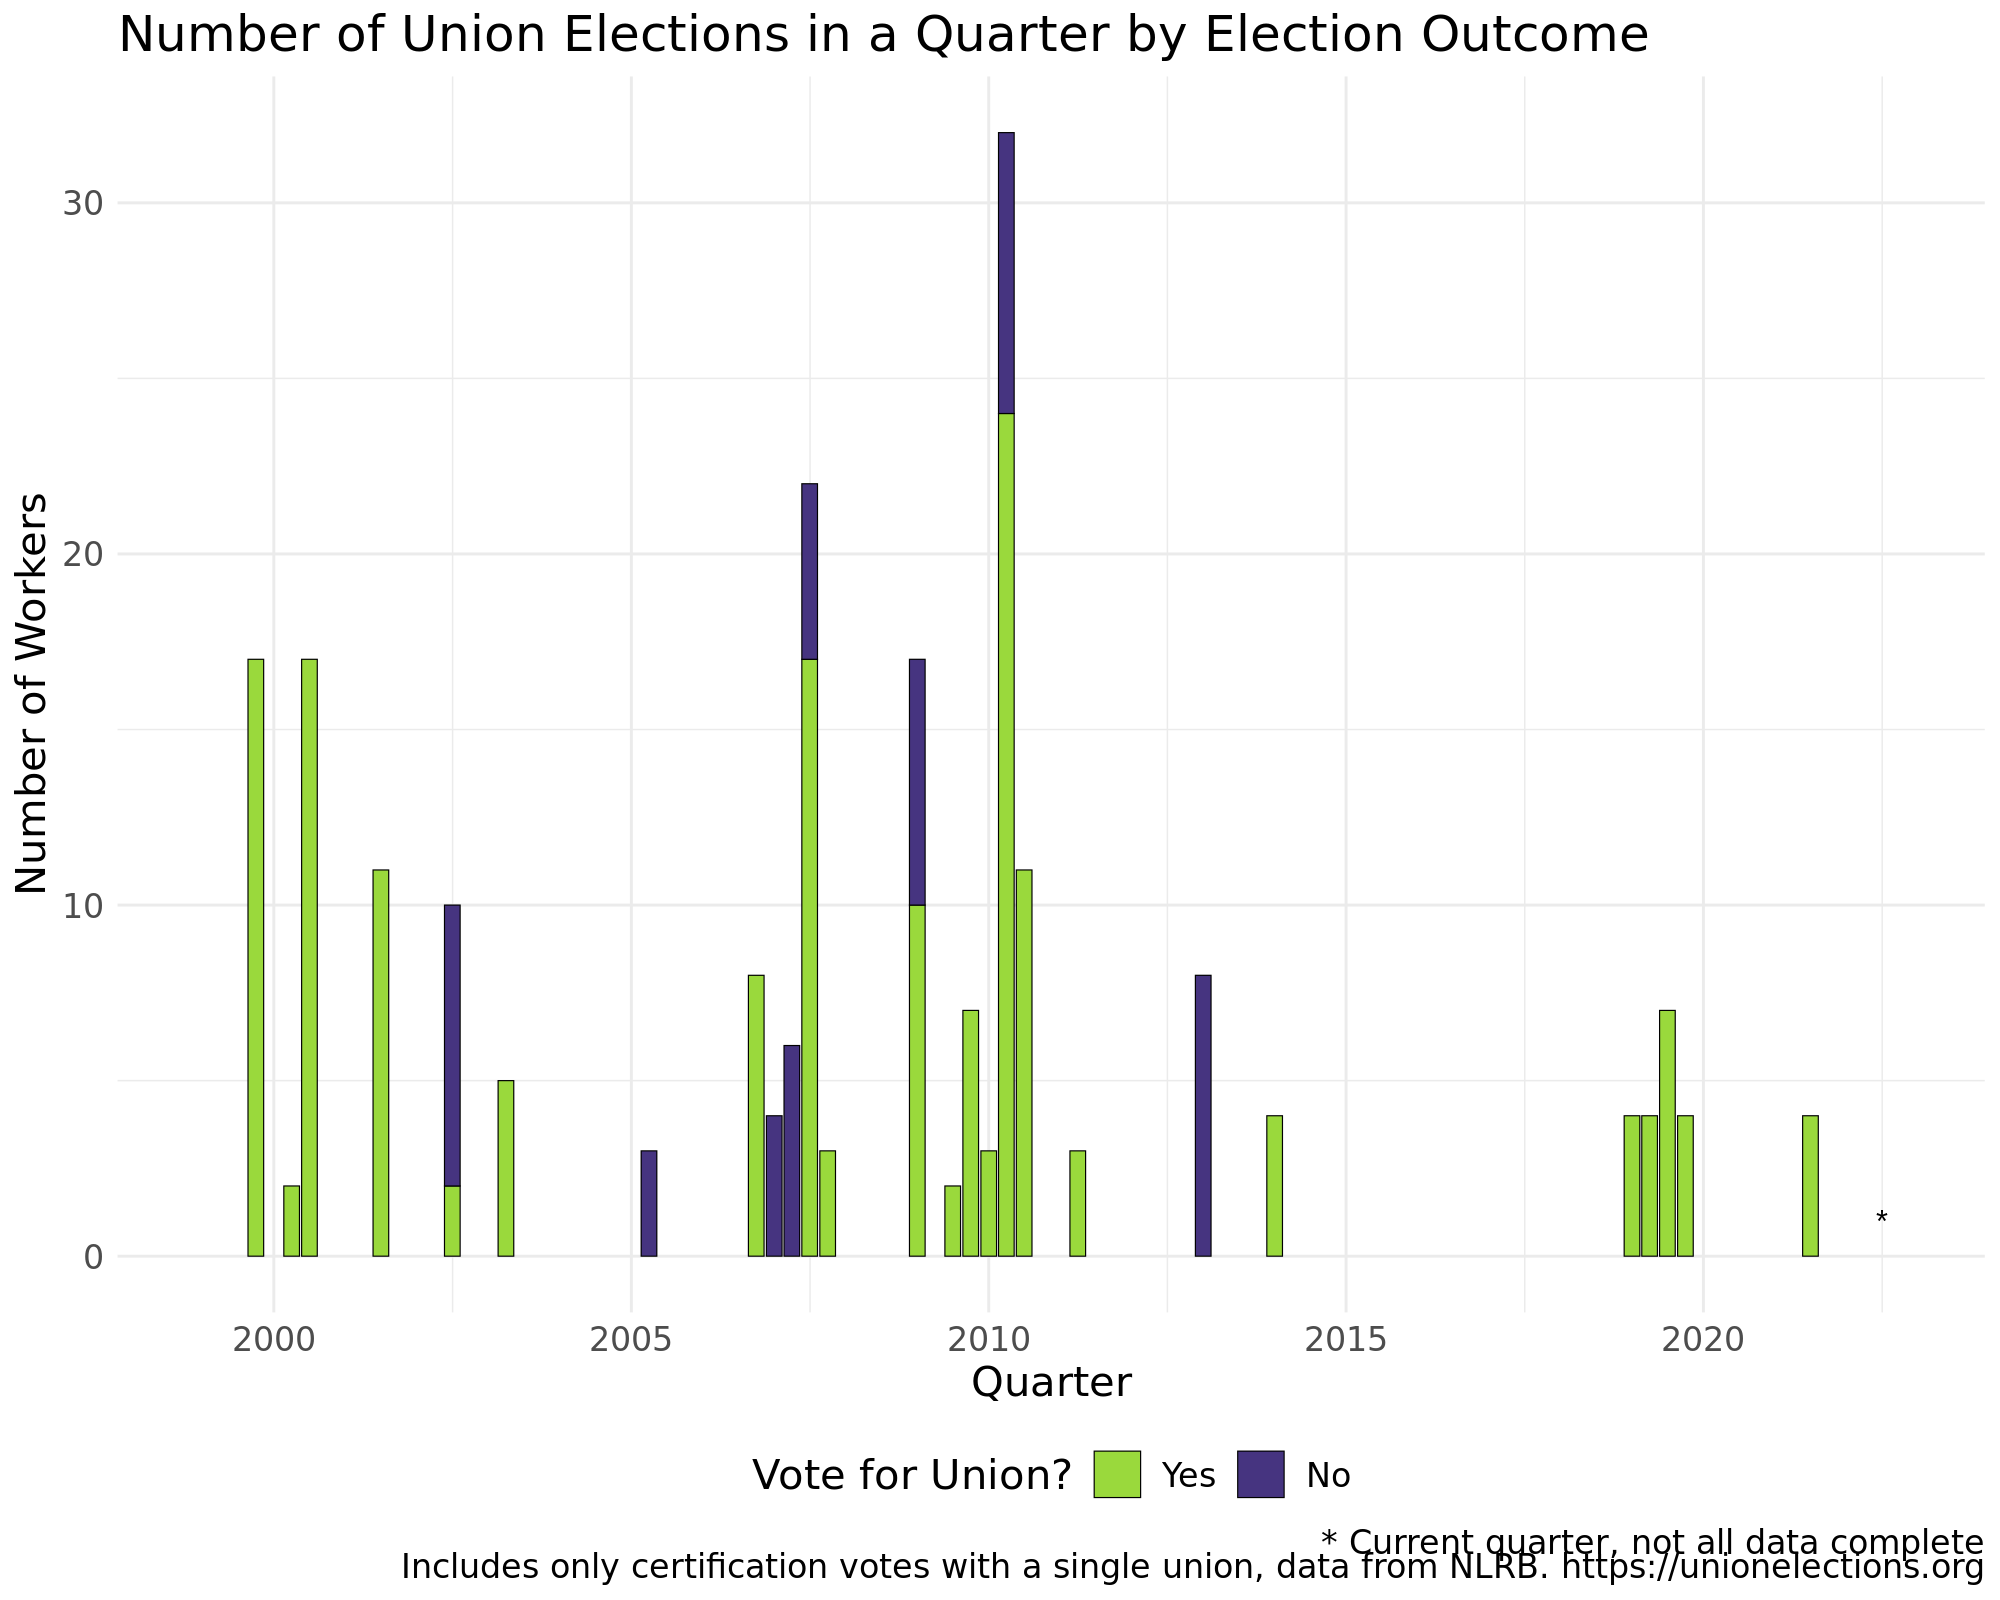 Number of Union Elections in a Quarter by Election Outcome
Number of Workers
30
20
10
0
*
2000 2005 2010 2015 2020
Quarter
Vote for Union? Yes No
* Current quarter, not all data complete
Includes only certification votes with a single union, data from NLRB. https://unionelections.org